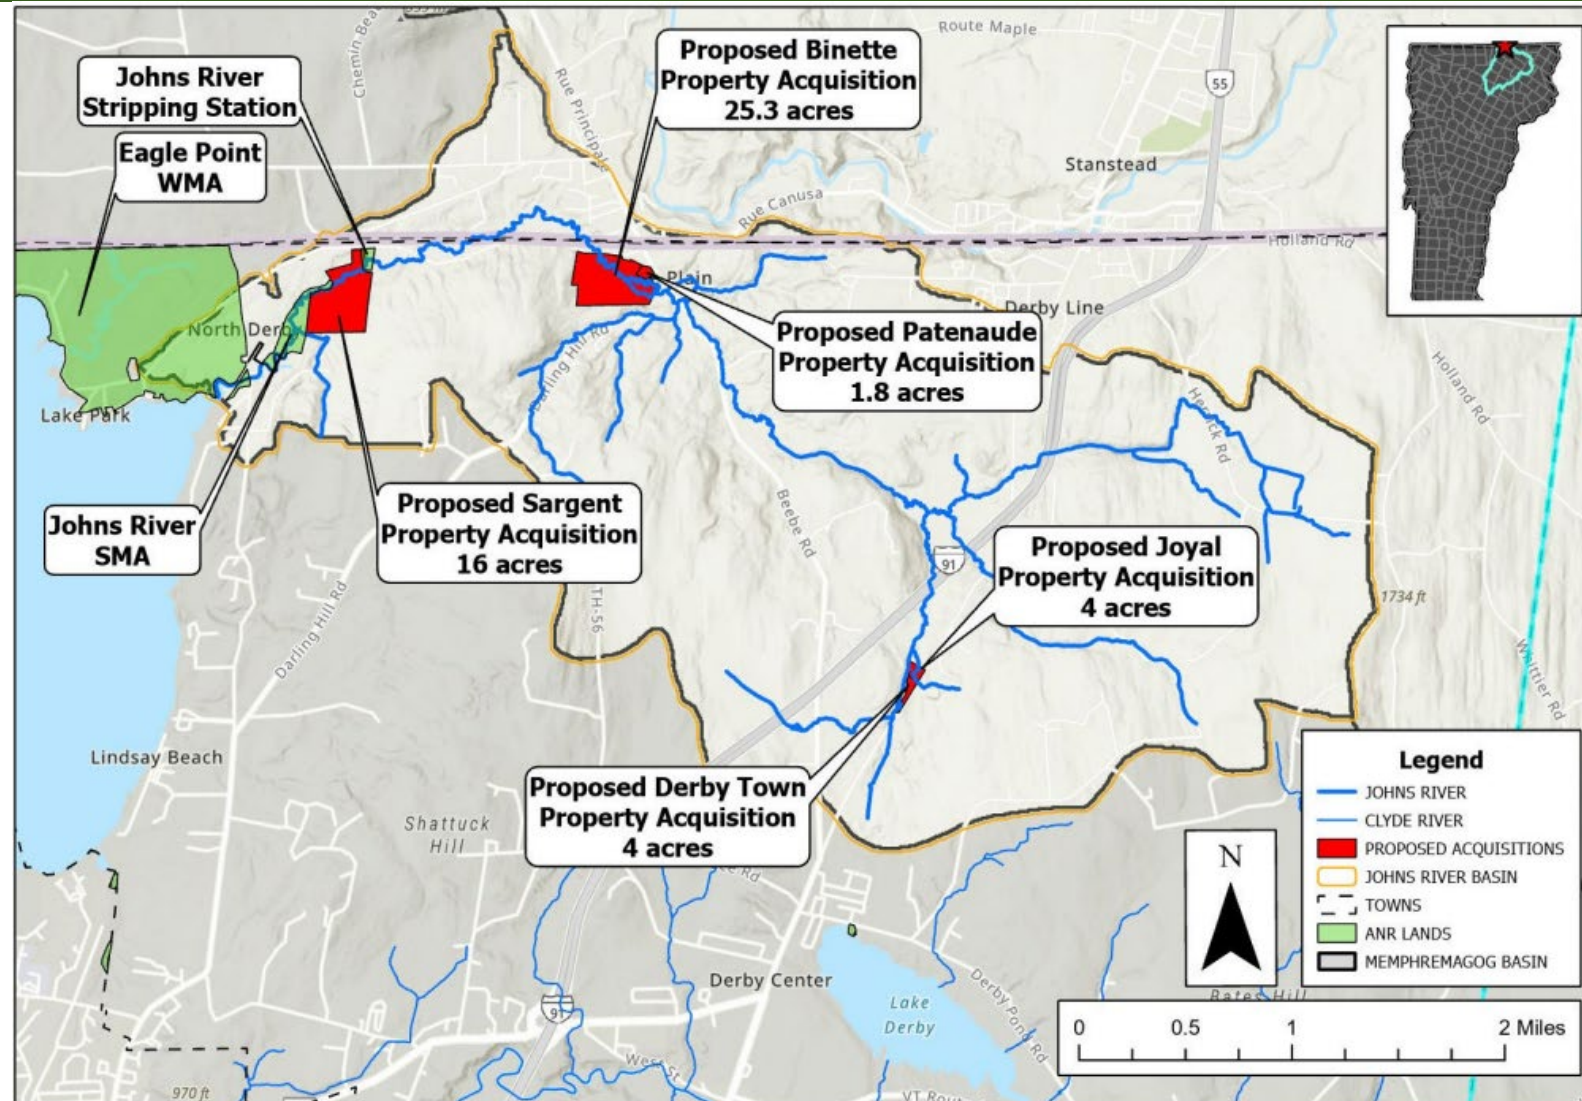 Chemin Bea
Route Maple
Rue Principale
55
Johns River
Stripping Station
Proposed Binette
Property Acquisition
25.3 acres
Eagle Point
WMA
Stanstead
Rue Canusa
Holland Rd
Plain
Derby Line
North Derby
Darling Hill Rd
Proposed Patenaude
Property Acquisition
1.8 acres
Holland Rd
Herrick Rd
Lake Park
Johns River
SMA
Proposed Sargent
Property Acquisition
16 acres
Beebe Rd
91
Proposed Joyal
Property Acquisition
4 acres
1734 ft
TH-56
Darling Hill Rd
Whittier Rd
Lindsay Beach
Proposed Derby Town
Property Acquisition
4 acres
Shattuck
Hill
Legend
JOHNS RIVER
CLYDE RIVER
PROPOSED ACQUISITIONS
JOHNS RIVER BASIN
TOWNS
ANR LANDS
MEMPHREMAGOG BASIN
N
Derby Center
Lake
Derby
Derby Pond Rd
Bates Hill
91
0 0.5 1 2 Miles
West St
970 ft
VT Rout